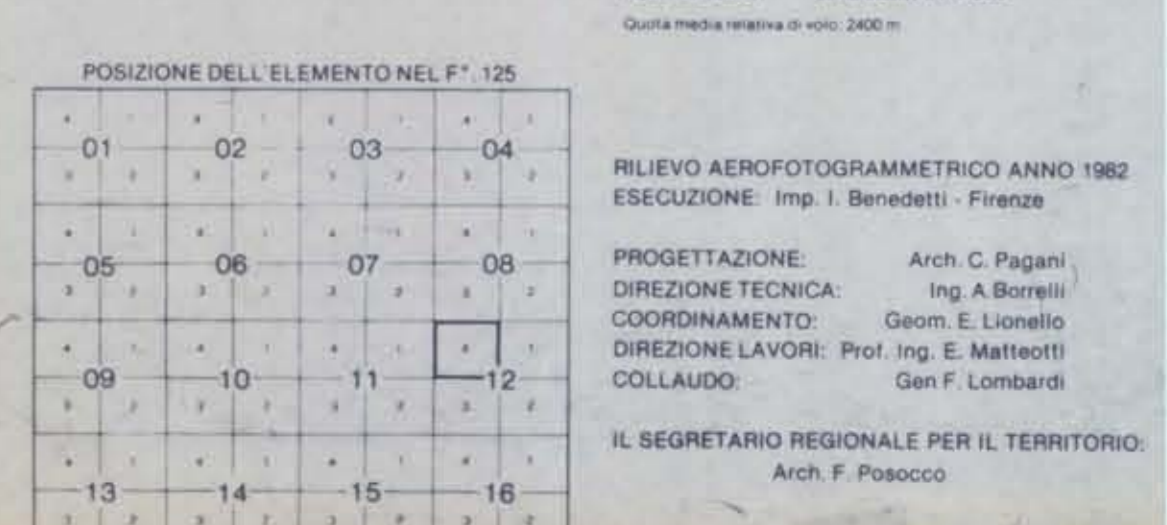 Quota media relativa di volo: 2400 m
POSIZIONE DELL'ELEMENTO NEL F°. 125
01 02 03 04
05 06 07 08
09 10 11 12
13 14 15 16
RILIEVO AEROFOTOGRAMMETRICO ANNO 1982
ESECUZIONE: Imp. I. Benedetti - Firenze
PROGETTAZIONE: Arch. C. Pagani
DIREZIONE TECNICA: Ing. A. Borrelli
COORDINAMENTO: Geom. E. Lionello
DIREZIONE LAVORI: Prof. Ing. E. Matteotti
COLLAUDO: Gen F. Lombardi
IL SEGRETARIO REGIONALE PER IL TERRITORIO:
Arch. F. Posocco